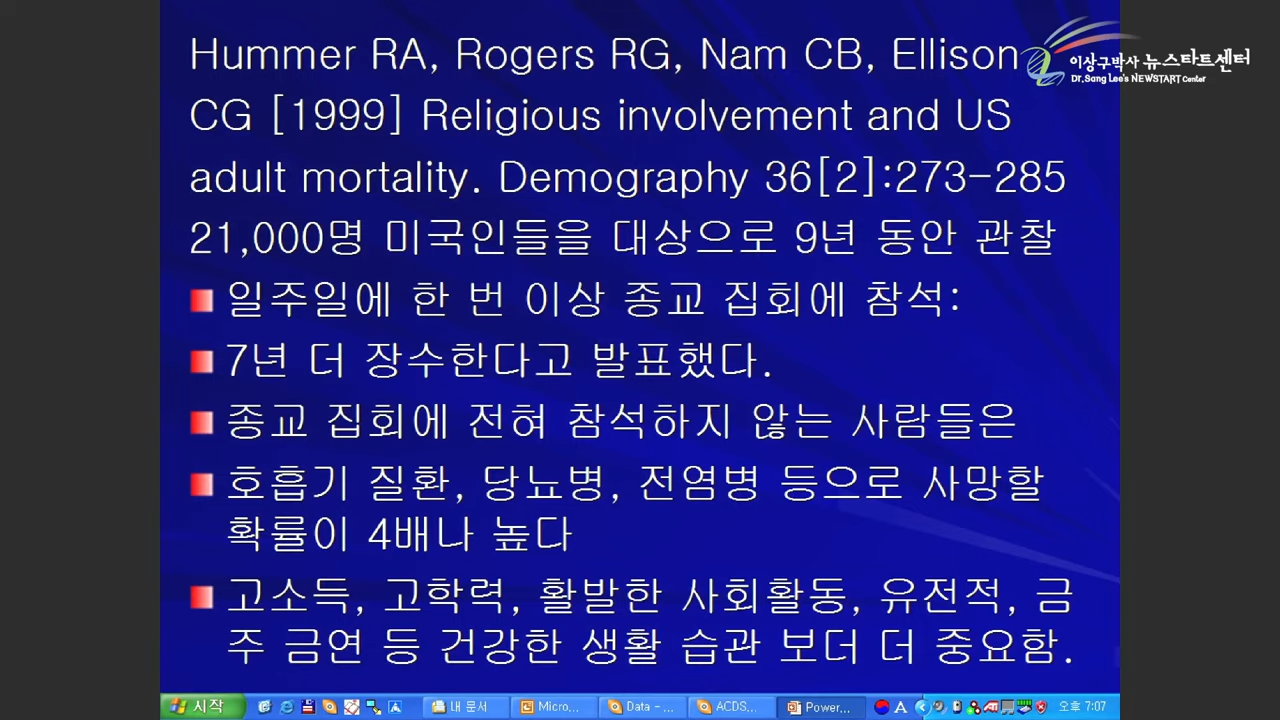 Hummer RA, Rogers RG, Nam CB, Ellison
CG [1999] Religious involvement and US
adult mortality. Demography 36[2]:273-285
21,000명 미국인들을 대상으로 9년 동안 관찰
일주일에 한 번 이상 종교 집회에 참석:
7년 더 장수한다고 발표했다.
종교 집회에 전혀 참석하지 않는 사람들은
호흡기 질환, 당뇨병, 전염병 등으로 사망할
확률이 4배나 높다
고소득, 고학력, 활발한 사회활동, 유전적, 금
주 금연 등 건강한 생활 습관 보더 더 중요함.
이상구박사 뉴스타트센터
Dr. Sang Lee's NEWSTART Center
시작 내 문서 Micro... Data - ... ACDS... Power... A 오후 7:07